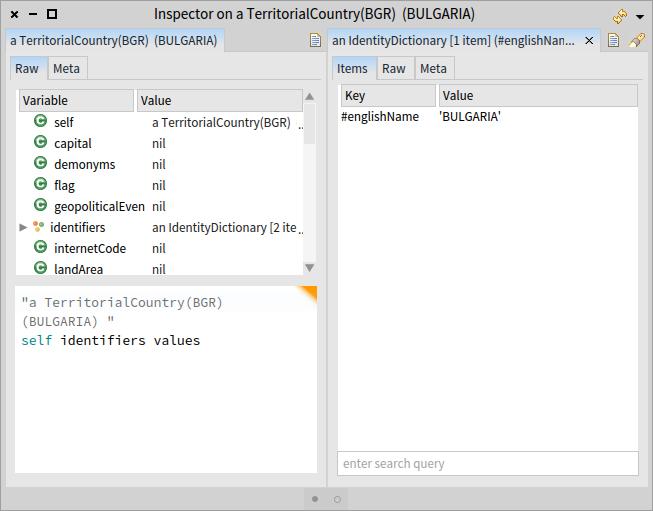 Inspector on a TerritorialCountry(BGR) (BULGARIA)
a TerritorialCountry(BGR) (BULGARIA)
Raw Meta
Variable Value
self a TerritorialCountry(BGR) ..
capital nil
demonyms nil
flag nil
geopoliticalEven nil
identifiers an IdentityDictionary [2 ite..
internetCode nil
landArea nil
"a TerritorialCountry(BGR)
(BULGARIA) "
self identifiers values
an IdentityDictionary [1 item] (#englishNam...
Items Raw Meta
Key Value
#englishName 'BULGARIA'
enter search query